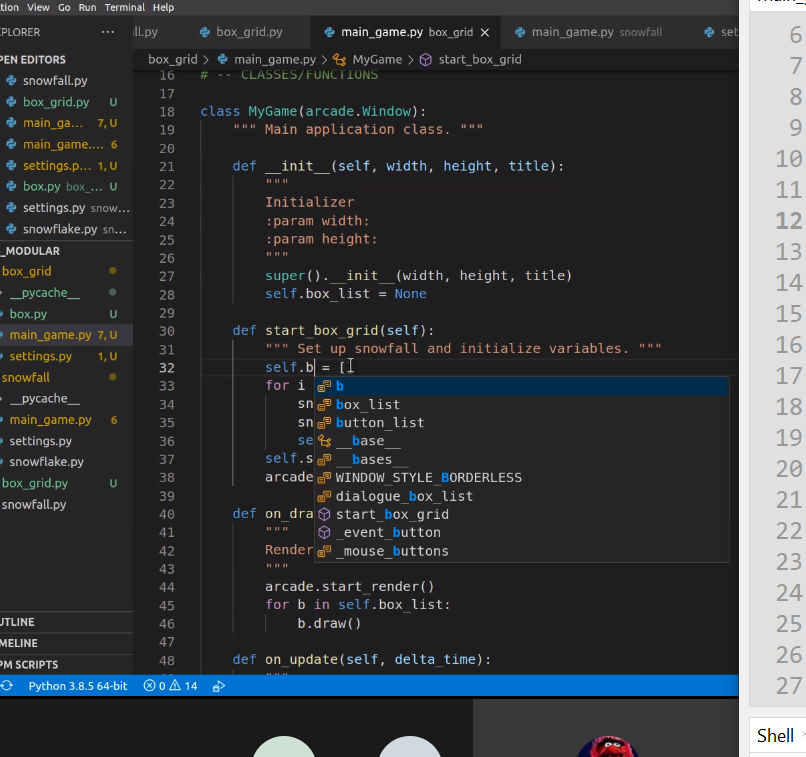 tion View Go Run Terminal Help
PLORER ···
ll.py box_grid.py main_game.py box_grid × main_game.py snowfall set
box_grid > main_game.py > MyGame > start_box_grid
PEN EDITORS
snowfall.py
box_grid.py U
main_ga... 7, U
main_game.... 6
settings.p... 1, U
box.py box_... U
settings.py snow...
snowflake.py sn...
_MODULAR
box_grid
__pycache__
box.py U
main_game.py 7, U
settings.py 1, U
snowfall
__pycache__
main_game.py 6
settings.py
snowflake.py
box_grid.py U
snowfall.py
UTLINE
MELINE
PM SCRIPTS
16 # -- CLASSES/FUNCTIONS
17
18 class MyGame(arcade.Window):
19 """ Main application class. """
20
21 def __init__(self, width, height, title):
22 """
23 Initializer
24 :param width:
25 :param height:
26 """
27 super().__init__(width, height, title)
28 self.box_list = None
29
30 def start_box_grid(self):
31 """ Set up snowfall and initialize variables. """
32 self.b = [
33 for i
34 sn
35 sn
36 se
37 self.s
38 arcade
39
40 def on_dra
41 """
42 Render
43 """
44 arcade.start_render()
45 for b in self.box_list:
46 b.draw()
47
48 def on_update(self, delta_time):
b
box_list
button_list
__base__
__bases__
WINDOW_STYLE_BORDERLESS
dialogue_box_list
start_box_grid
_event_button
_mouse_buttons
Python 3.8.5 64-bit 0 14
6
7
8
9
10
11
12
13
14
15
16
17
18
19
20
21
22
23
24
25
26
27
Shell ×